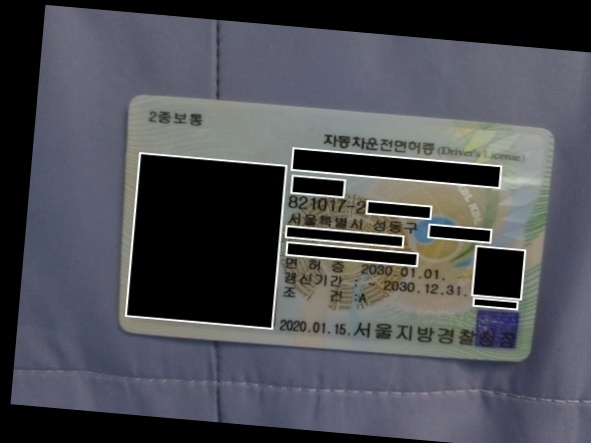 2종보통
자동차운전면허증 (Driver's License)
821017-2
서울특별시 성동구
면 허 증 2030.01.01.
갱신기간 : ~ 2030.12.31.
조 건 :A
2020.01.15.서울지방경찰청장